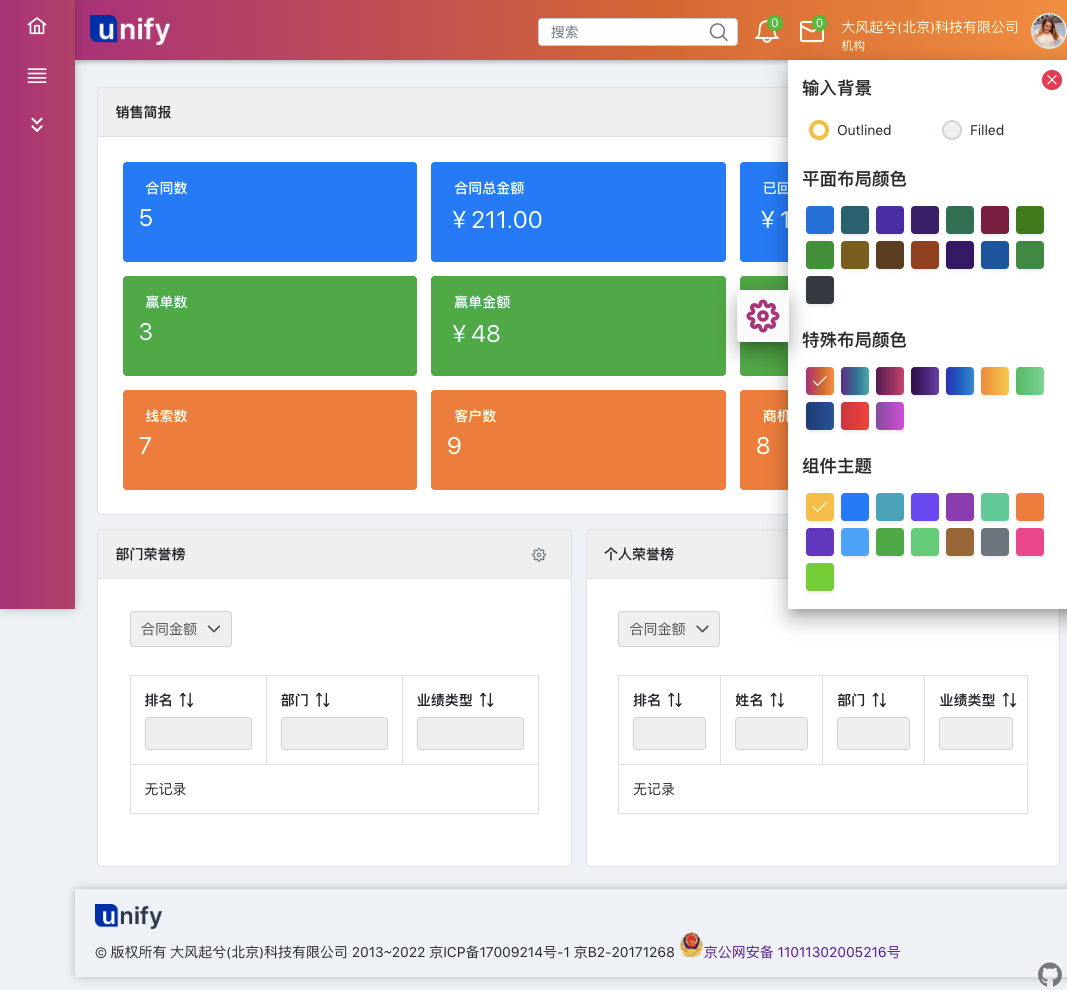 unify
搜索
0
0
大风起兮(北京)科技有限公司
机构
输入背景
Outlined
Filled
平面布局颜色
特殊布局颜色
组件主题
销售简报
合同数
5
合同总金额
¥ 211.00
已回
¥ 1
赢单数
3
赢单金额
¥ 48
线索数
7
客户数
9
商机
8
部门荣誉榜
合同金额
排名 部门 业绩类型
无记录
个人荣誉榜
合同金额
排名 姓名 部门 业绩类型
无记录
unify
© 版权所有 大风起兮(北京)科技有限公司 2013~2022 京ICP备17009214号-1 京B2-20171268 京公网安备 11011302005216号